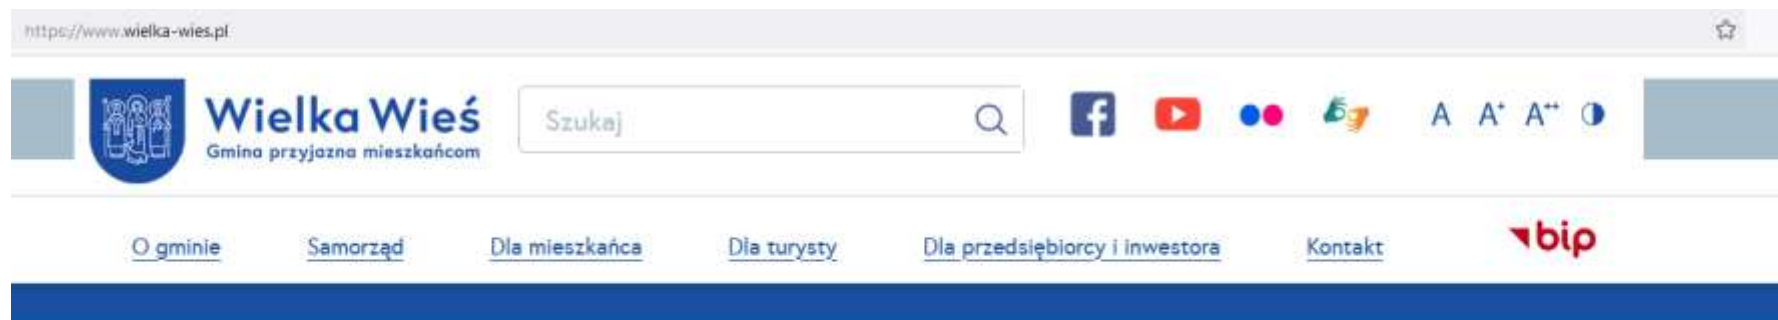 https://www.wielka-wies.pl
Wielka Wieś
Gmina przyjazna mieszkańcom
Szukaj
A A+ A++
O gminie Samorząd Dla mieszkańca Dla turysty Dla przedsiębiorcy i inwestora Kontakt bip